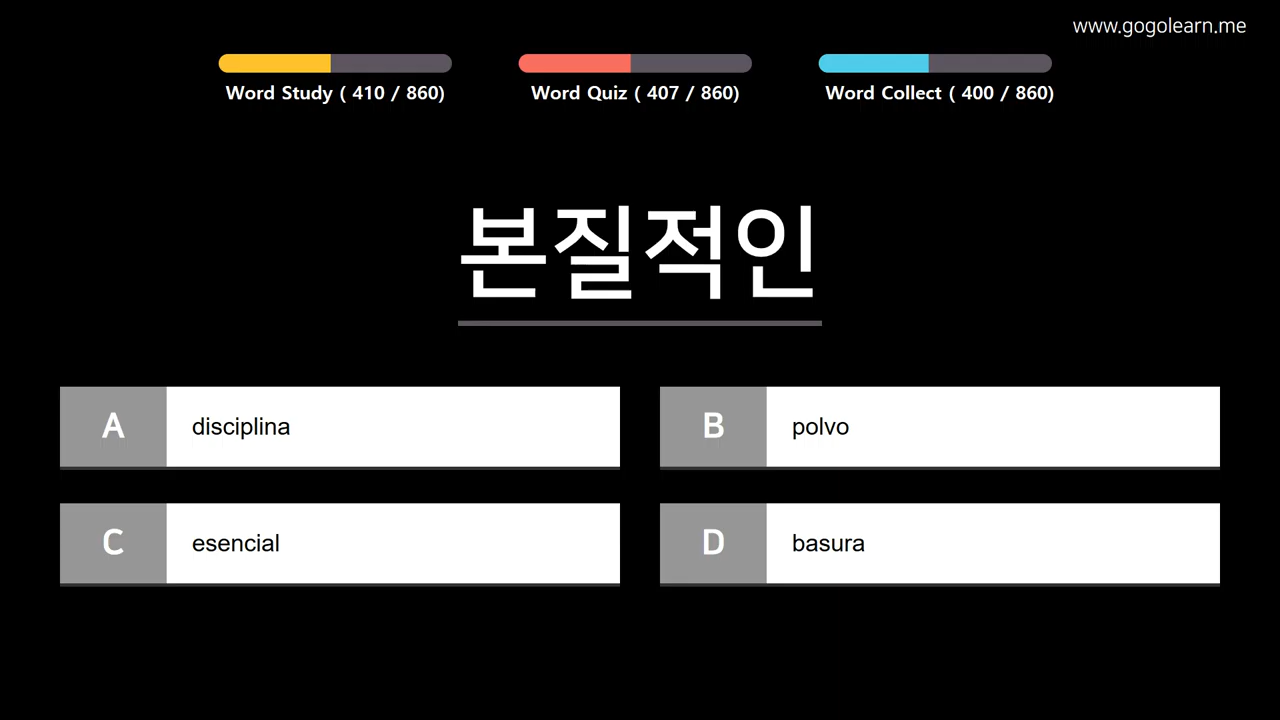 www.gogolearn.me
Word Study ( 410 / 860)
Word Quiz ( 407 / 860)
Word Collect ( 400 / 860)
본질적인
A disciplina
B polvo
C esencial
D basura